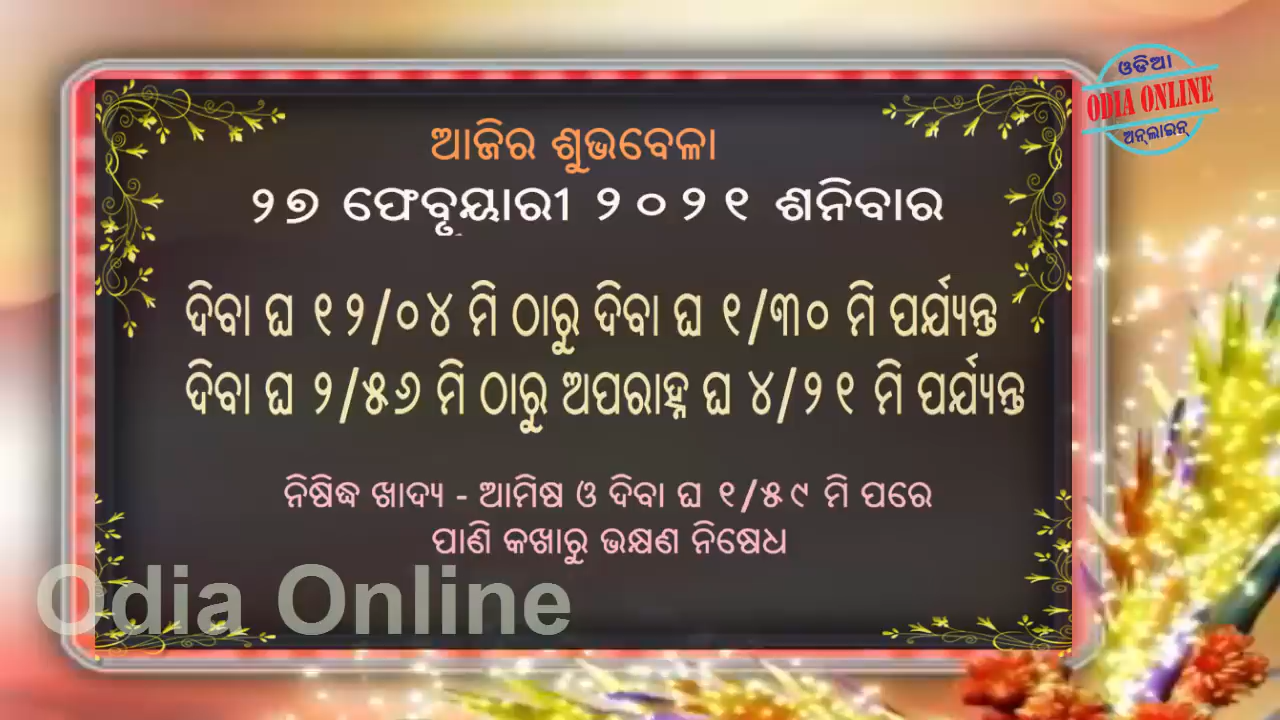 ଓଡିଆ
ODIA ONLINE
ଅନ୍‌ଲାଇନ୍
ଆଜିର ଶୁଭବେଳା
୨୭ ଫେବୃୟାରୀ ୨୦୨୧ ଶନିବାର
ଦିବା ଘ ୧୨/୦୪ ମି ଠାରୁ ଦିବା ଘ ୧/୩୦ ମି ପର୍ଯ୍ୟନ୍ତ
ଦିବା ଘ ୨/୫୬ ମି ଠାରୁ ଅପରାହ୍ନ ଘ ୪/୨୧ ମି ପର୍ଯ୍ୟନ୍ତ
ନିଷିଦ୍ଧ ଖାଦ୍ୟ - ଆମିଷ ଓ ଦିବା ଘ ୧/୫୯ ମି ପରେ
ପାଣି କଖାରୁ ଭକ୍ଷଣ ନିଷେଧ
Odia Online